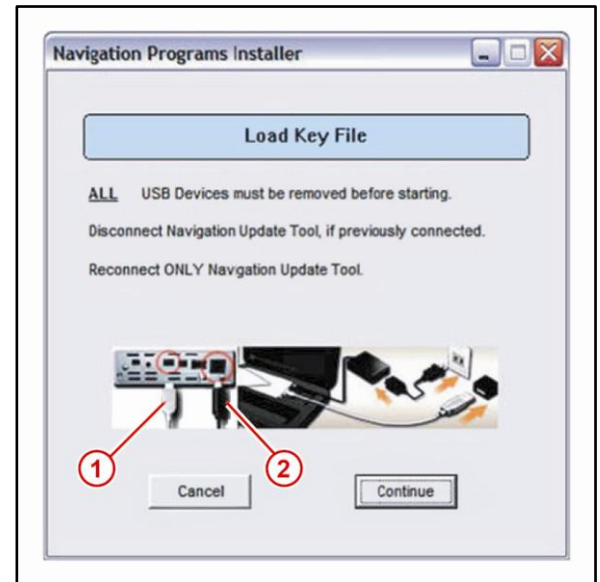 Navigation Programs Installer
Load Key File
ALL USB Devices must be removed before starting.
Disconnect Navigation Update Tool, if previously connected.
Reconnect ONLY Navgation Update Tool.
1
2
Cancel
Continue